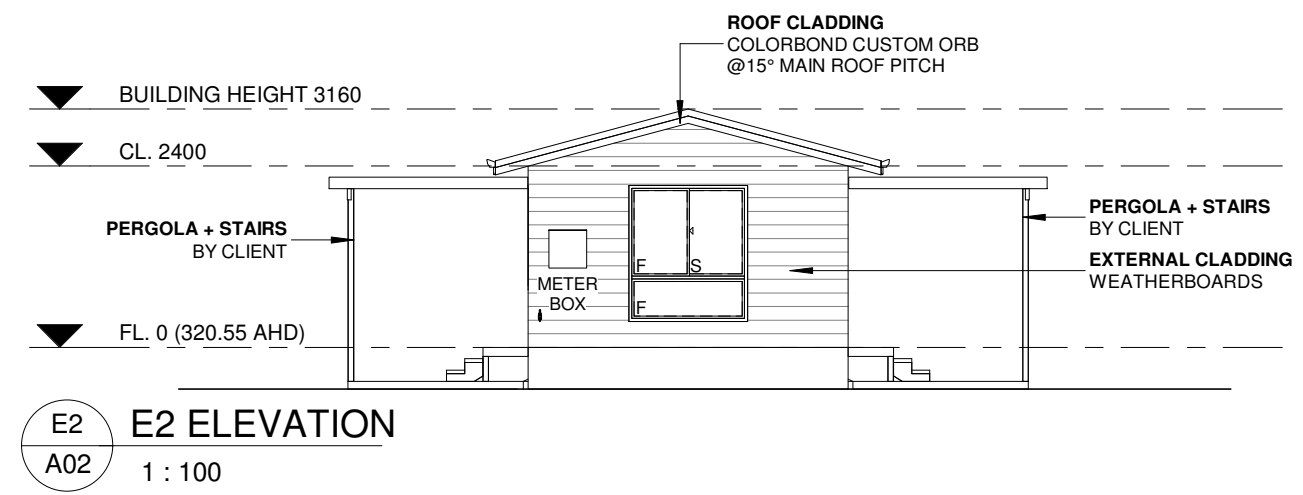 ROOF CLADDING
COLORBOND CUSTOM ORB
@15° MAIN ROOF PITCH
BUILDING HEIGHT 3160
CL. 2400
PERGOLA + STAIRS
BY CLIENT
PERGOLA + STAIRS
BY CLIENT
EXTERNAL CLADDING
WEATHERBOARDS
F
S
METER
BOX
F
FL. 0 (320.55 AHD)
E2
A02
E2 ELEVATION
1 : 100